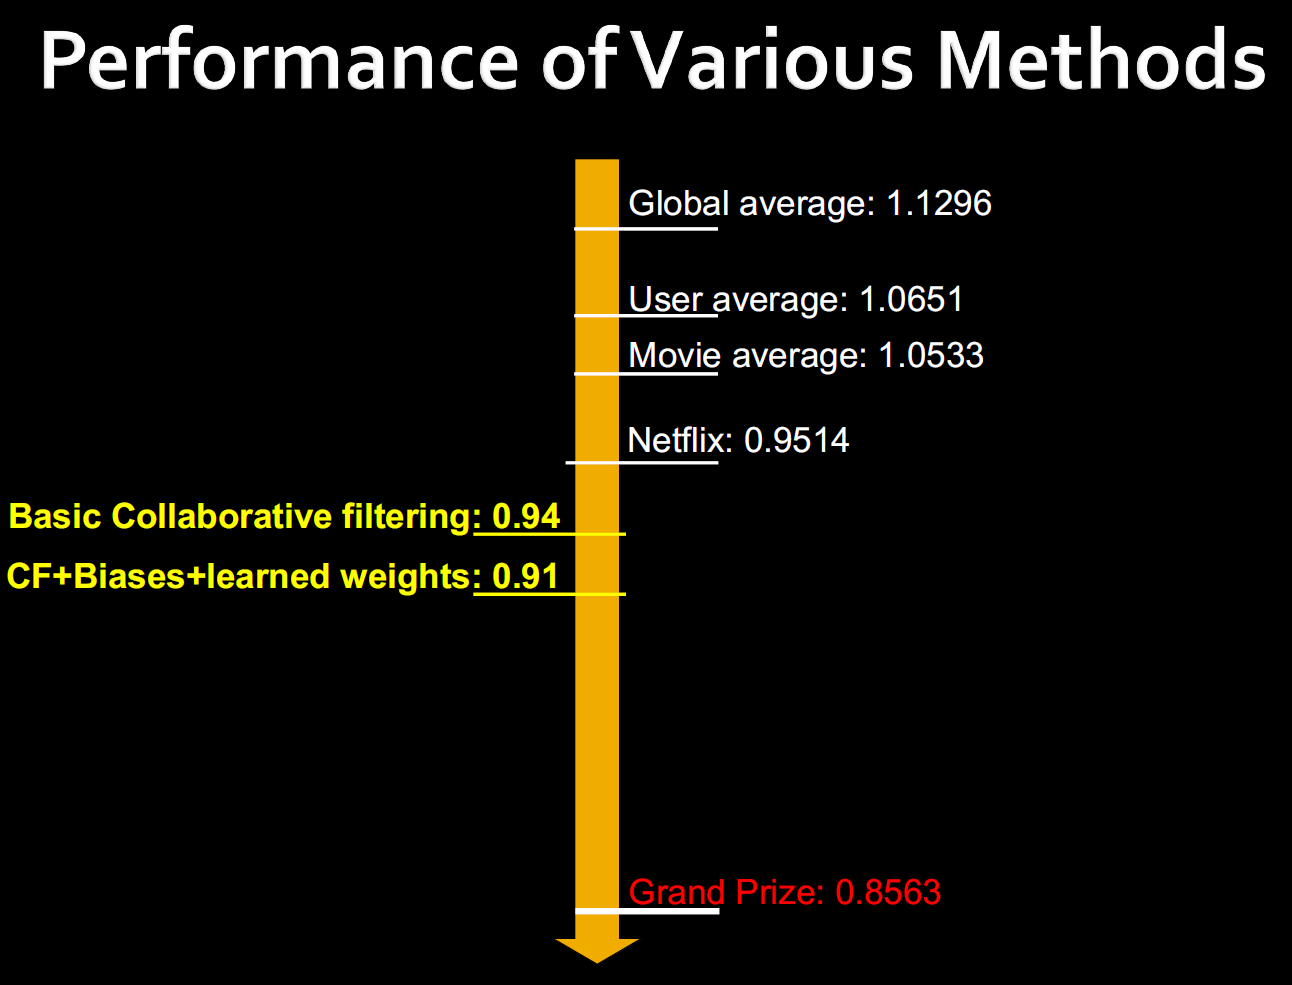 Performance of Various Methods
Global average: 1.1296
User average: 1.0651
Movie average: 1.0533
Netflix: 0.9514
Basic Collaborative filtering: 0.94
CF+Biases+learned weights: 0.91
Grand Prize: 0.8563